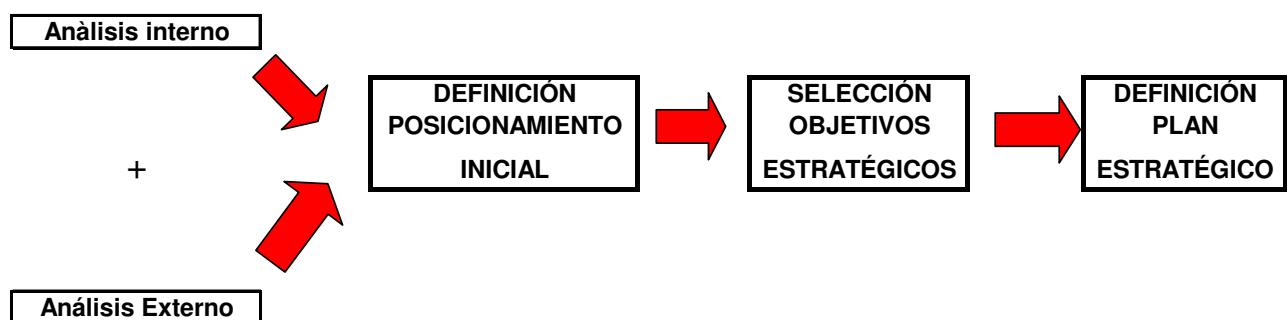 Anàlisis interno
+
Análisis Externo
DEFINICIÓN
POSICIONAMIENTO
INICIAL
SELECCIÓN
OBJETIVOS
ESTRATÉGICOS
DEFINICIÓN
PLAN
ESTRATÉGICO